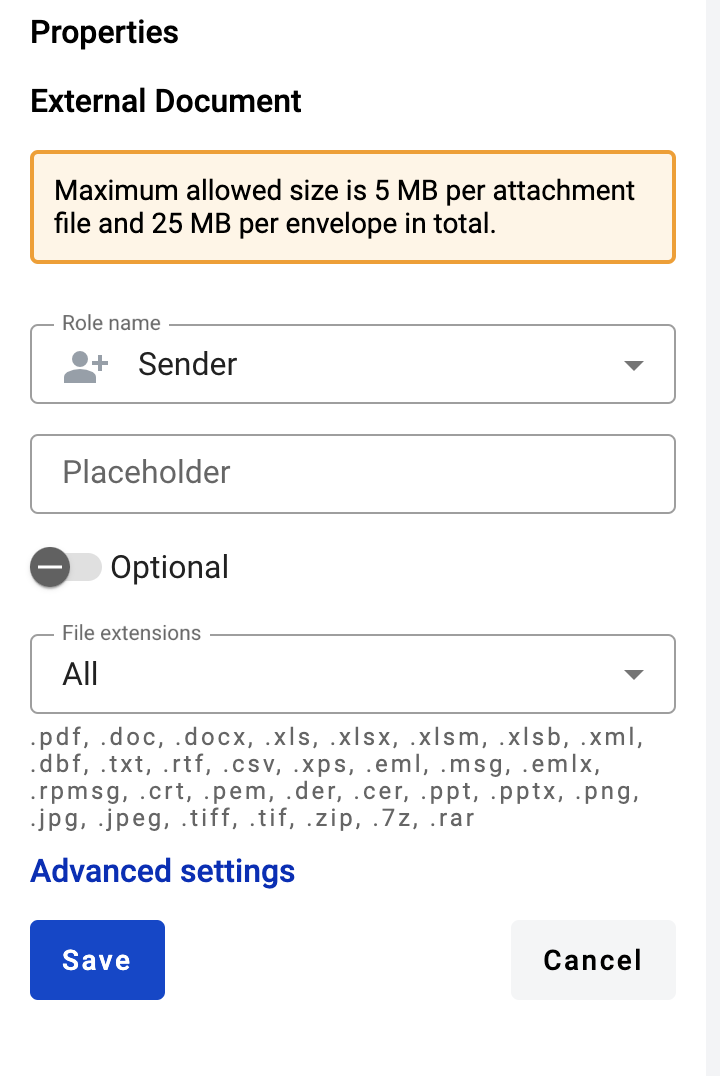 Properties
External Document
Maximum allowed size is 5 MB per attachment
file and 25 MB per envelope in total.
Role name
Sender
Placeholder
Optional
File extensions
All
.pdf, .doc, .docx, .xls, .xlsx, .xlsm, .xlsb, .xml,
.dbf, .txt, .rtf, .csv, .xps, .eml, .msg, .emlx,
.rpmsg, .crt, .pem, .der, .cer, .ppt, .pptx, .png,
.jpg, .jpeg, .tiff, .tif, .zip, .7z, .rar
Advanced settings
Save
Cancel